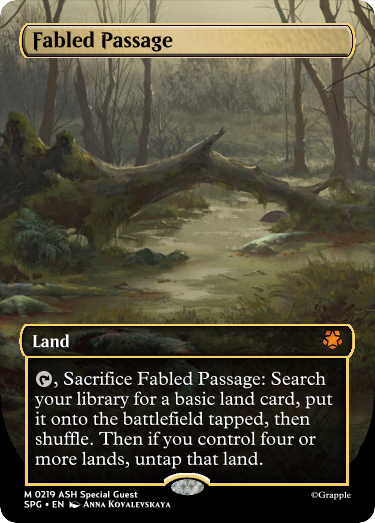 Fabled Passage
Land
, Sacrifice Fabled Passage: Search
your library for a basic land card, put
it onto the battlefield tapped, then
shuffle. Then if you control four or
more lands, untap that land.
M 0219 ASH Special Guest
SPG • EN Anna Kovalevskaya
©Grapple